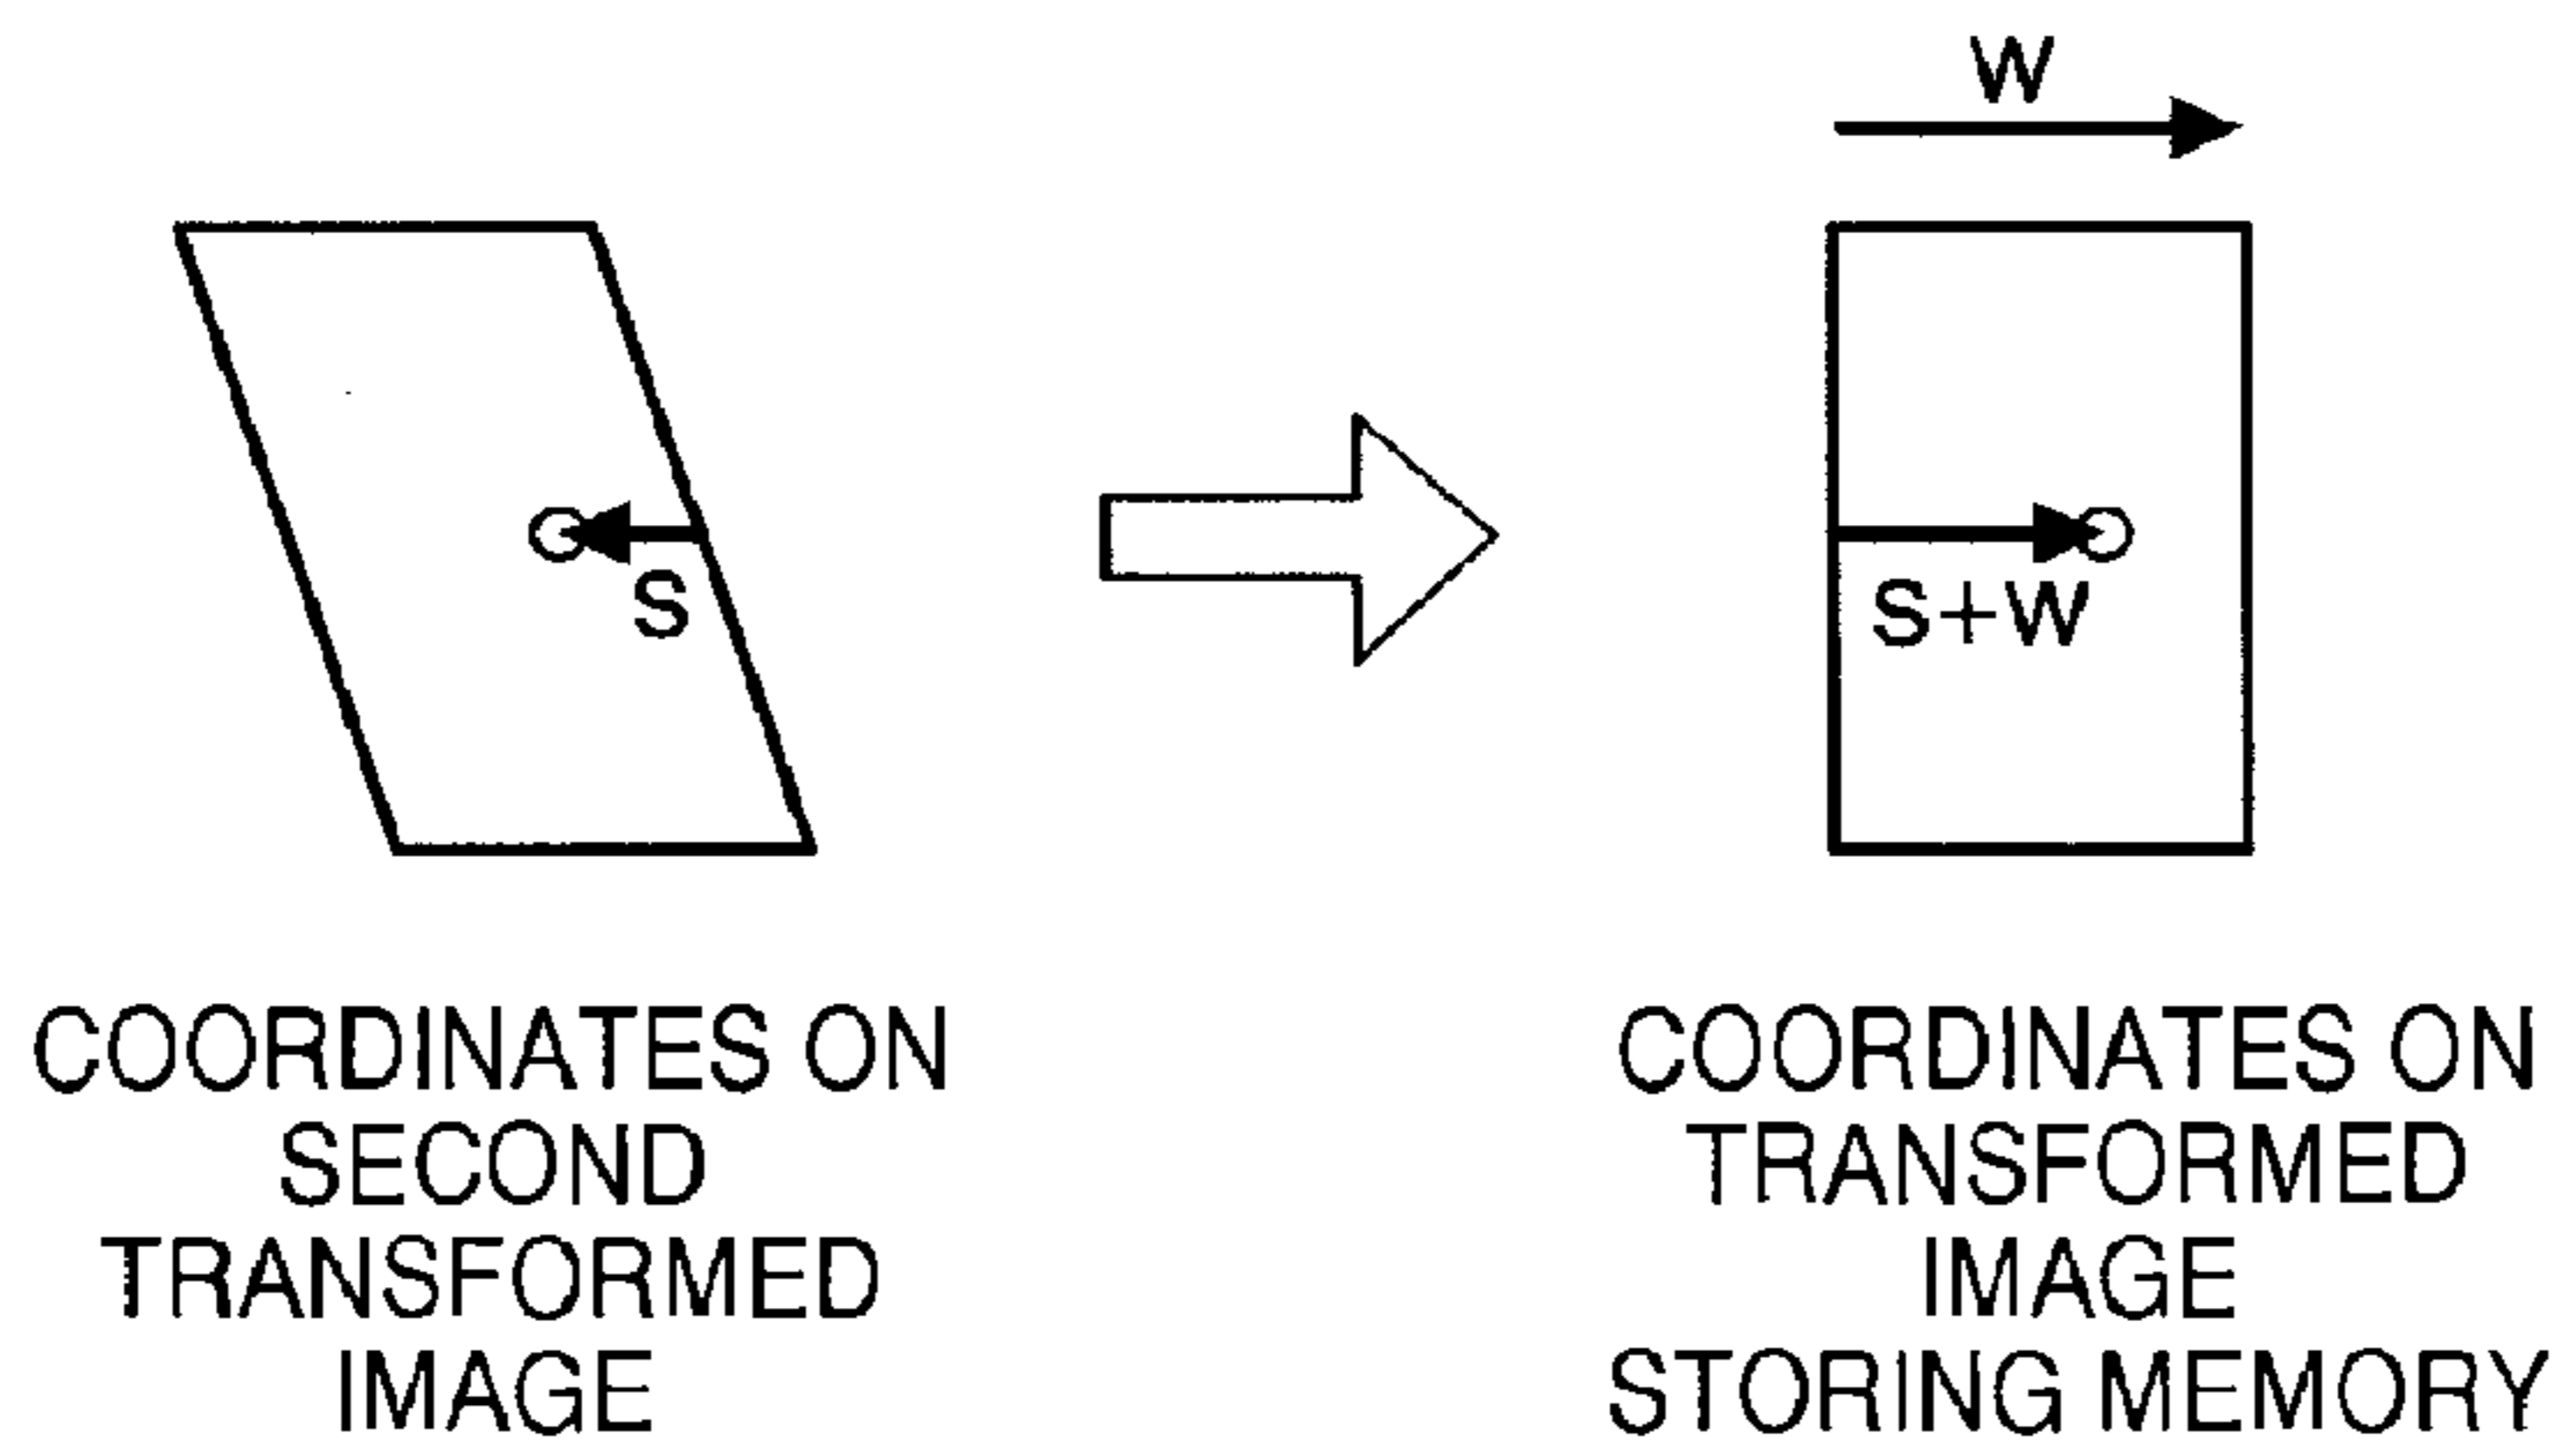 W
S
S+W
COORDINATES ON
SECOND
TRANSFORMED
IMAGE
COORDINATES ON
TRANSFORMED
IMAGE
STORING MEMORY